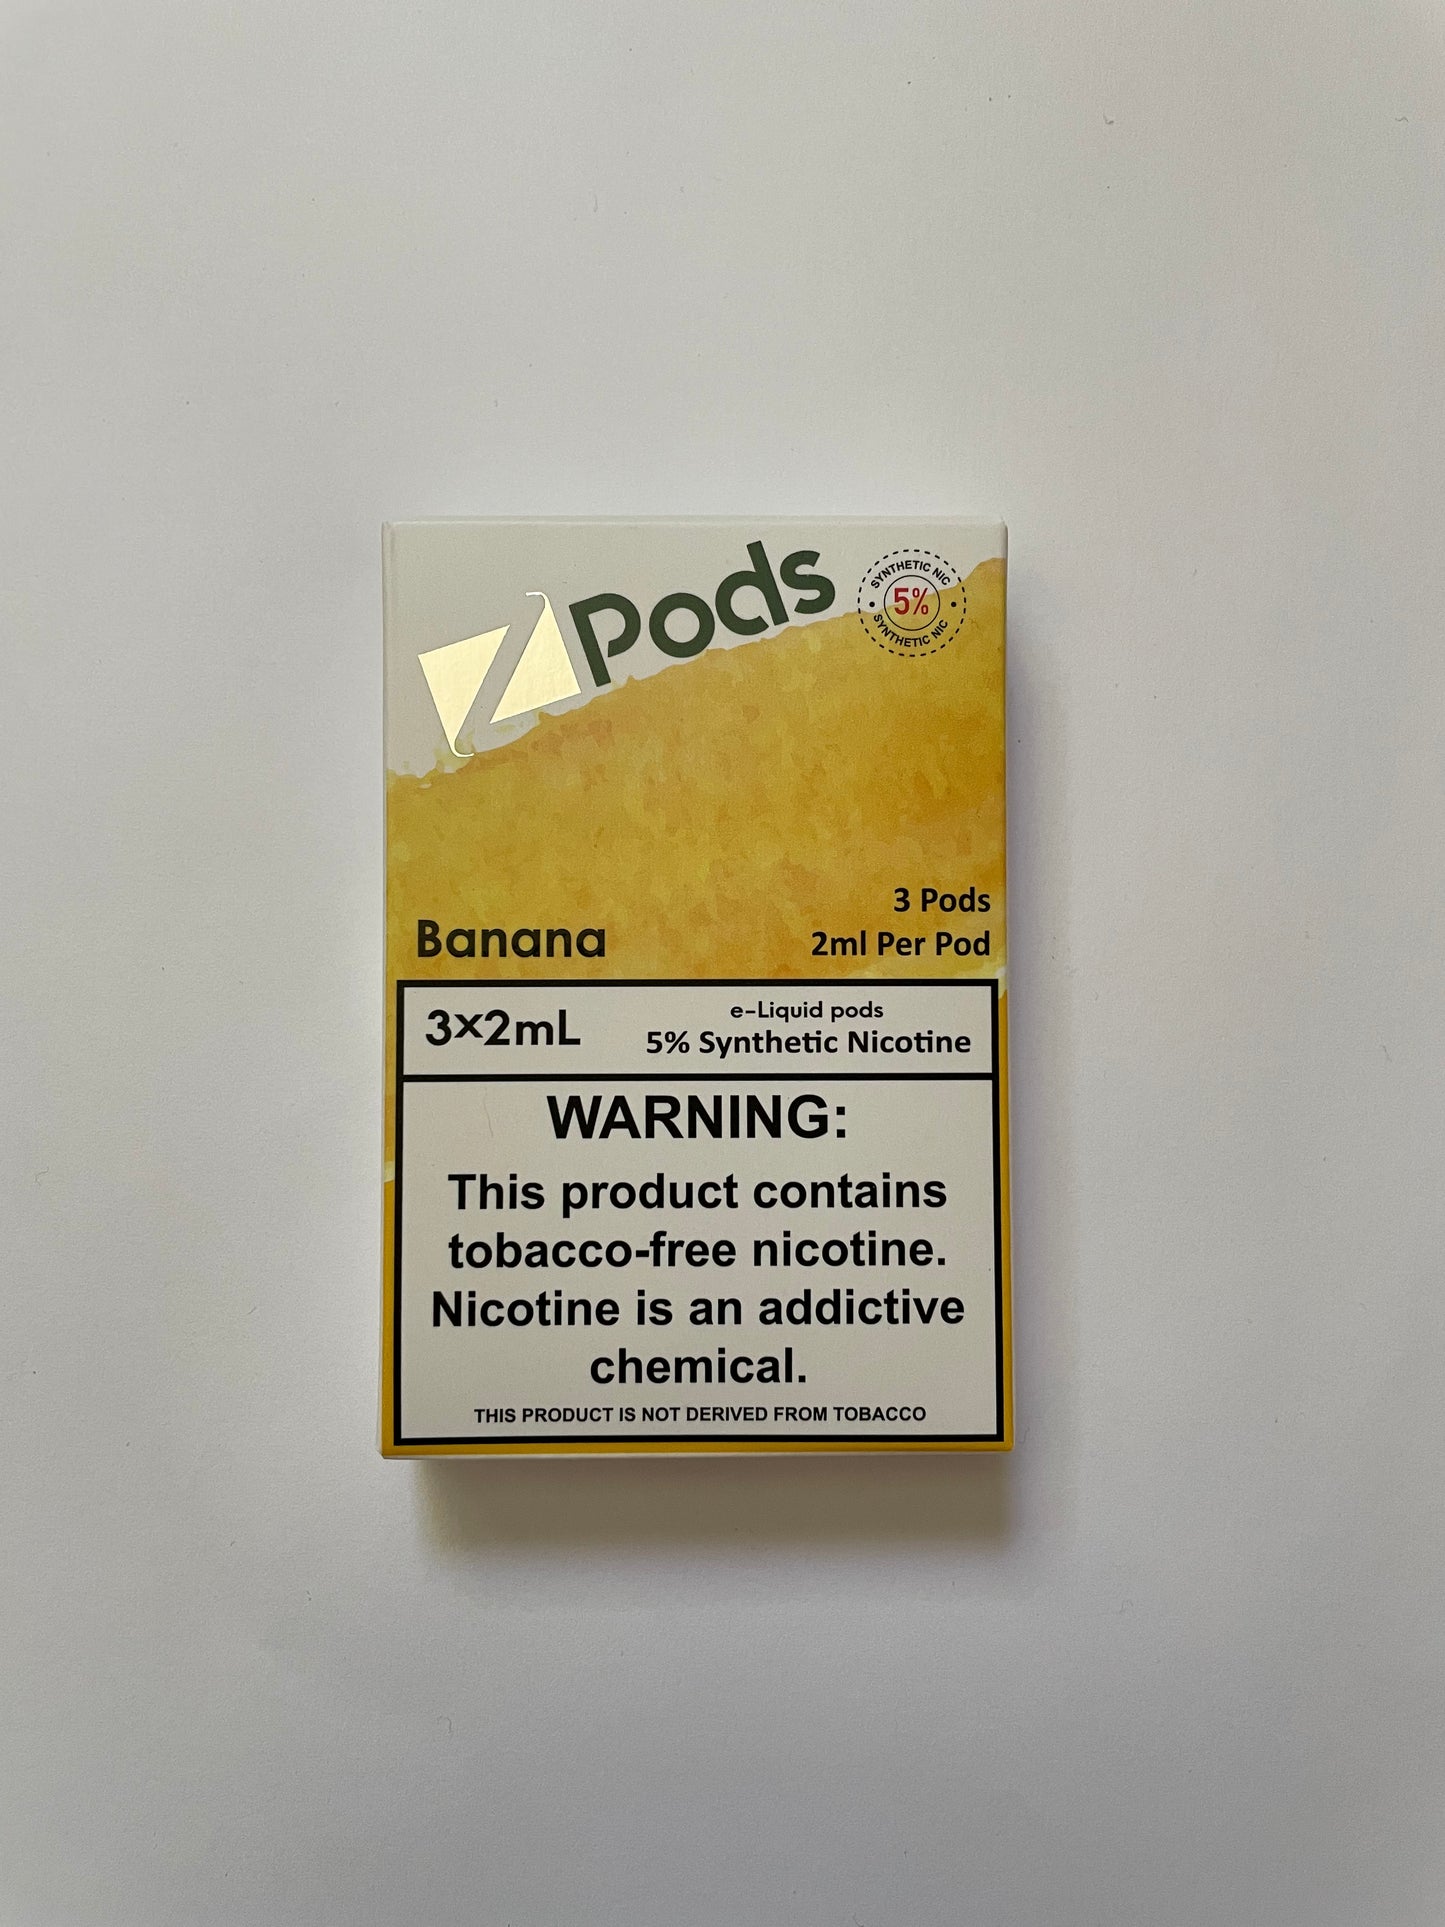 Z Pods
SYNTHETIC NIC
5%
SYNTHETIC NIC
Banana
3 Pods
2ml Per Pod
3×2mL
e-Liquid pods
5% Synthetic Nicotine
WARNING:
This product contains
tobacco-free nicotine.
Nicotine is an addictive
chemical.
THIS PRODUCT IS NOT DERIVED FROM TOBACCO